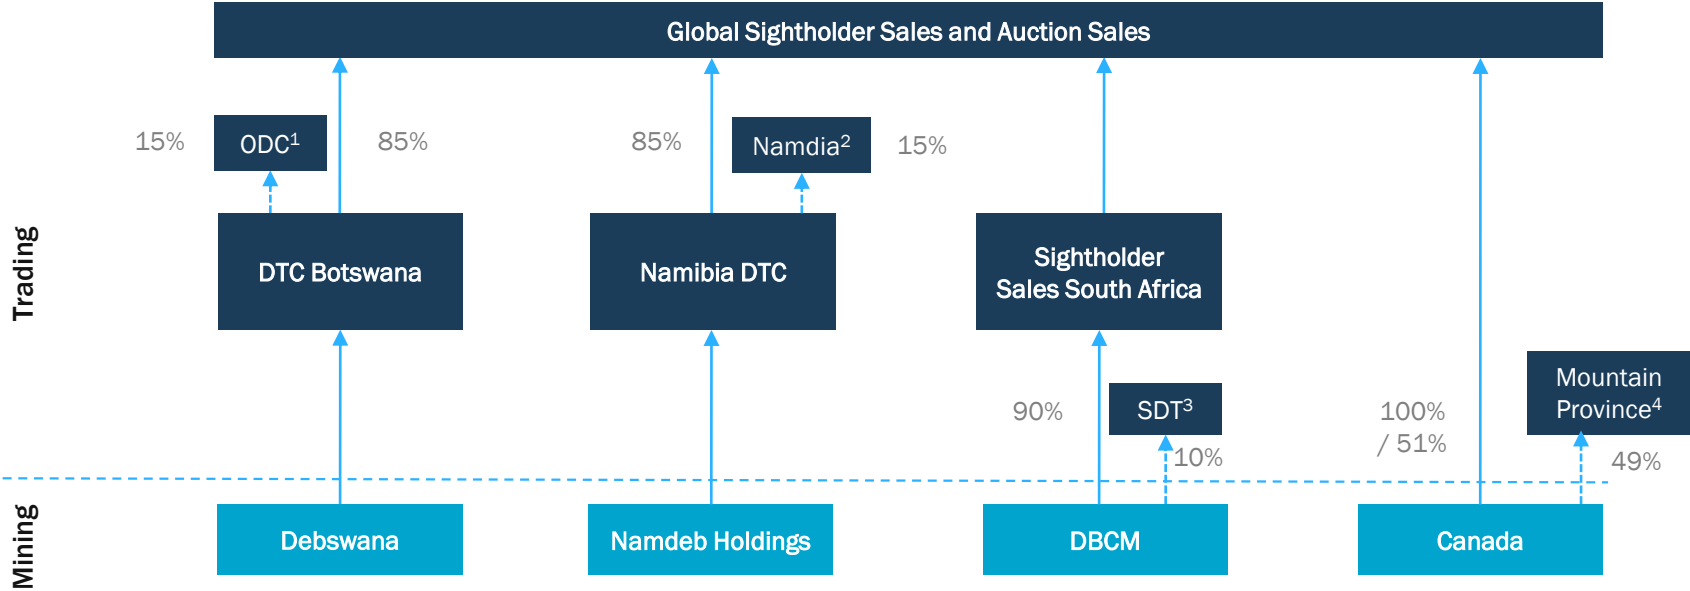 Global Sightholder Sales and Auction Sales
15%
ODC¹
85%
85%
Namdia²
15%
Trading
DTC Botswana
Namibia DTC
Sightholder
Sales South Africa
90%
SDT³
10%
100%
/ 51%
Mountain
Province⁴
49%
Mining
Debswana
Namdeb Holdings
DBCM
Canada